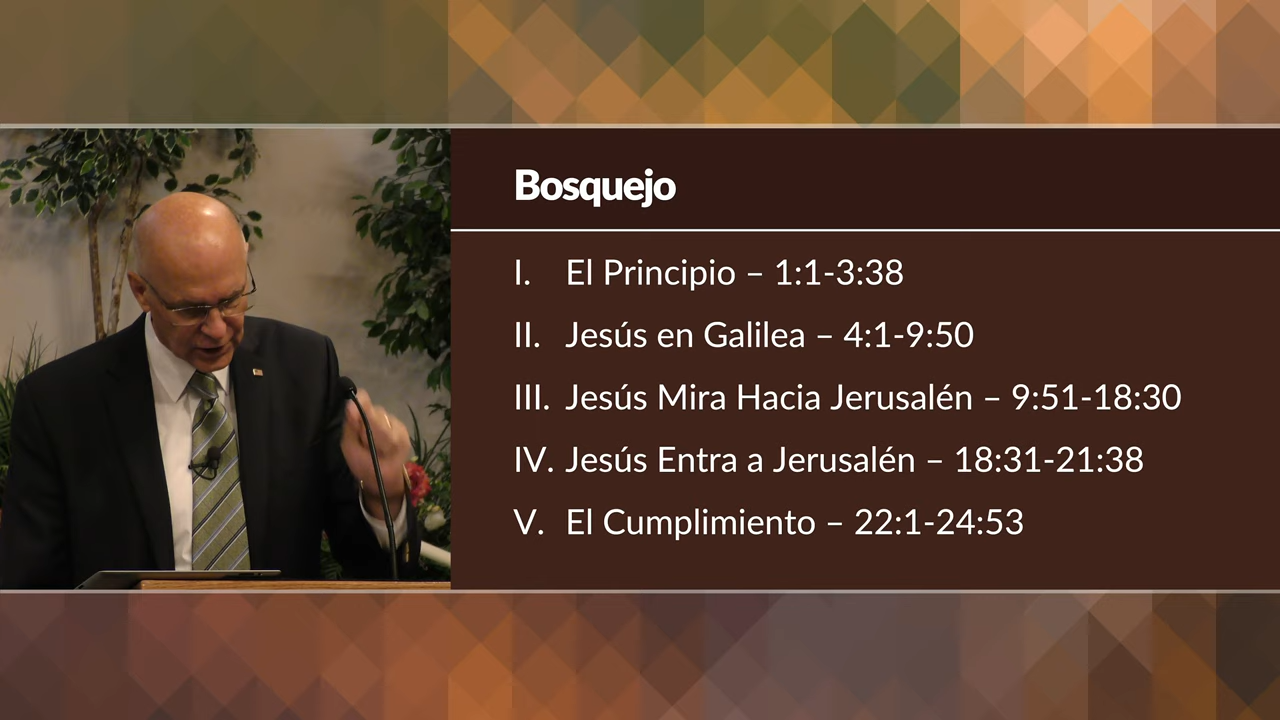 Bosquejo
I. El Principio – 1:1-3:38
II. Jesús en Galilea – 4:1-9:50
III. Jesús Mira Hacia Jerusalén – 9:51-18:30
IV. Jesús Entra a Jerusalén – 18:31-21:38
V. El Cumplimiento – 22:1-24:53